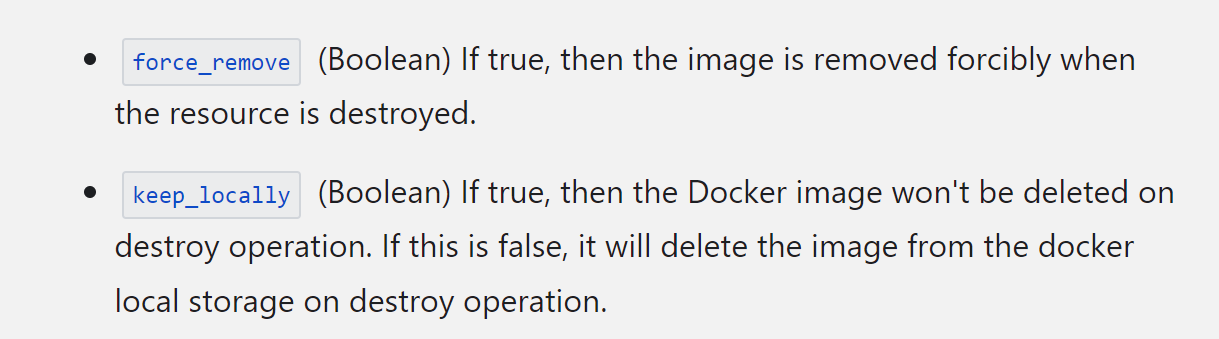 • force_remove (Boolean) If true, then the image is removed forcibly when
the resource is destroyed.
• keep_locally (Boolean) If true, then the Docker image won't be deleted on
destroy operation. If this is false, it will delete the image from the docker
local storage on destroy operation.